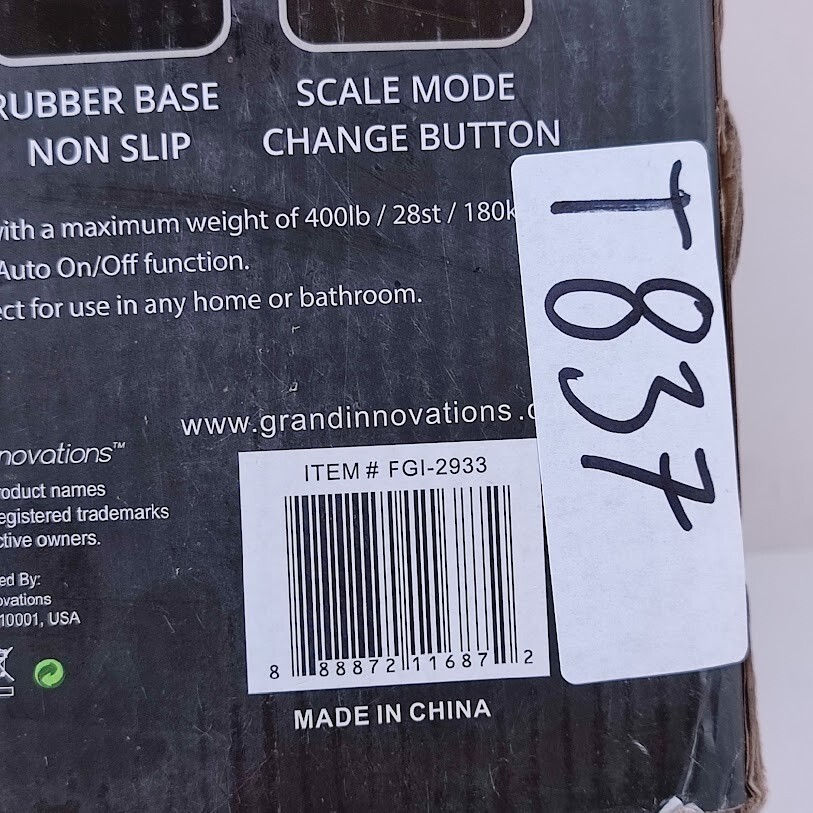 RUBBER BASE
NON SLIP
SCALE MODE
CHANGE BUTTON
with a maximum weight of 400lb / 28st / 180k
Auto On/Off function.
ect for use in any home or bathroom.
www.grandinnovations.c
novations™
roduct names
egistered trademarks
ctive owners.
ed By:
ovations
10001, USA
ITEM # FGI-2933
8 88872 11687 2
MADE IN CHINA
T837